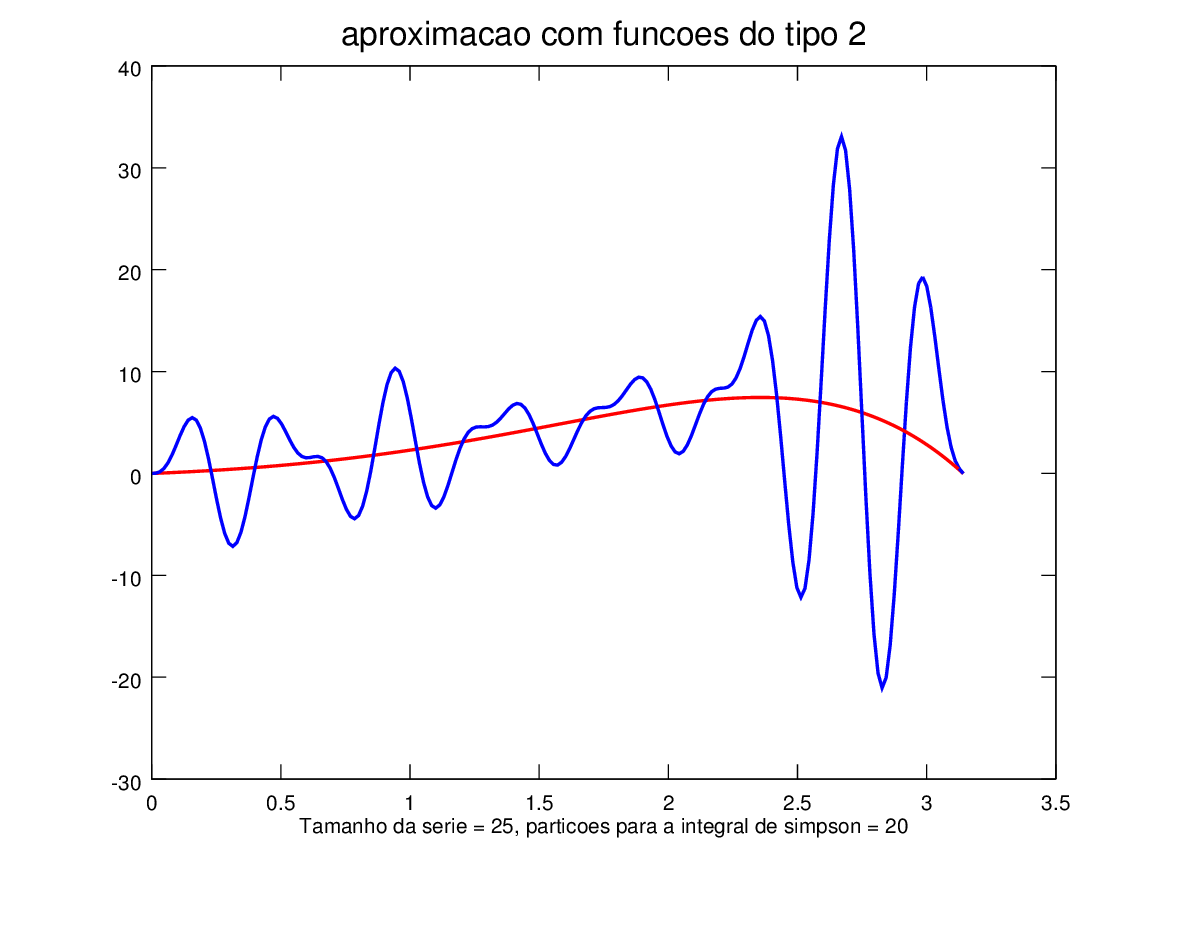 aproximacao com funcoes do tipo 2
40
30
20
10
0
-10
-20
-30
0 0.5 1 1.5 2 2.5 3 3.5
Tamanho da serie = 25, particoes para a integral de simpson = 20